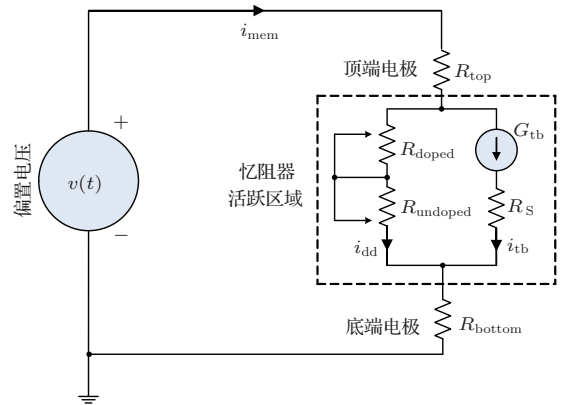 i_mem
顶端电极
R_top
+
偏置电压
v(t)
−
忆阻器
活跃区域
R_doped
G_tb
R_undoped
R_S
i_dd
i_tb
底端电极
R_bottom